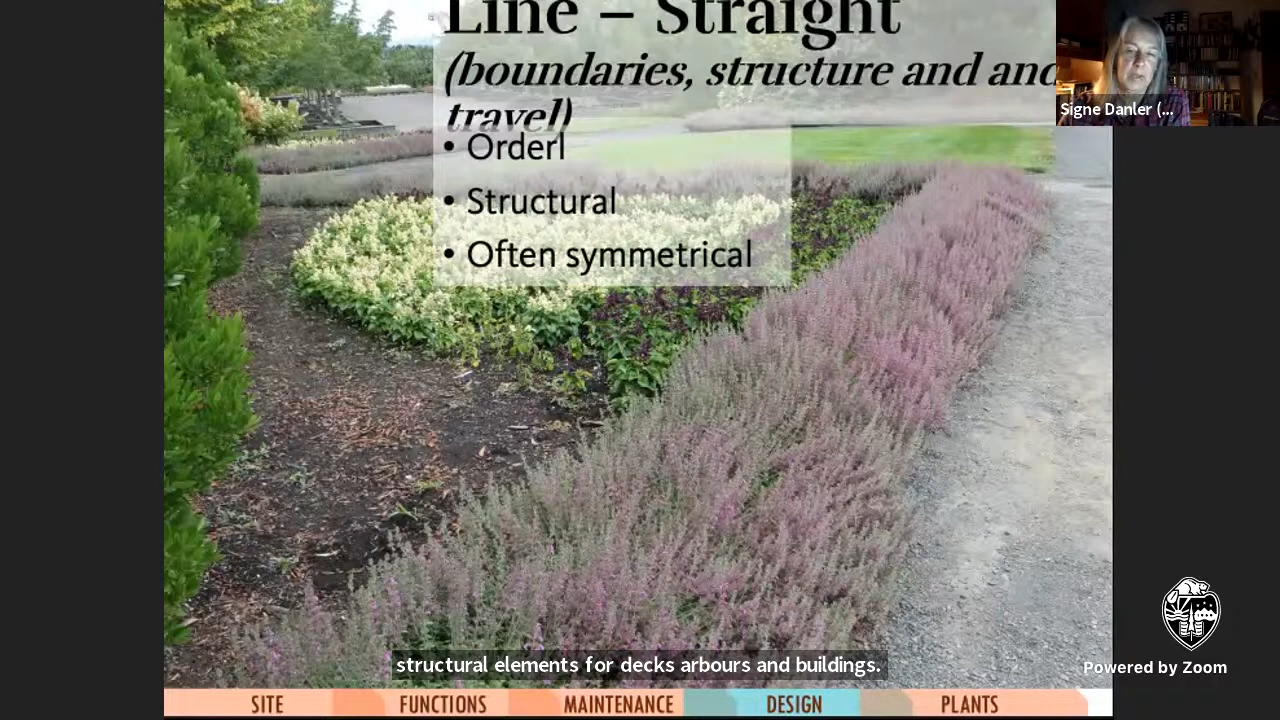 Line – Straight
(boundaries, structure and and
travel)
• Orderl
• Structural
• Often symmetrical
Signe Danler (...
structural elements for decks arbours and buildings.
Powered by Zoom
SITE FUNCTIONS MAINTENANCE DESIGN PLANTS